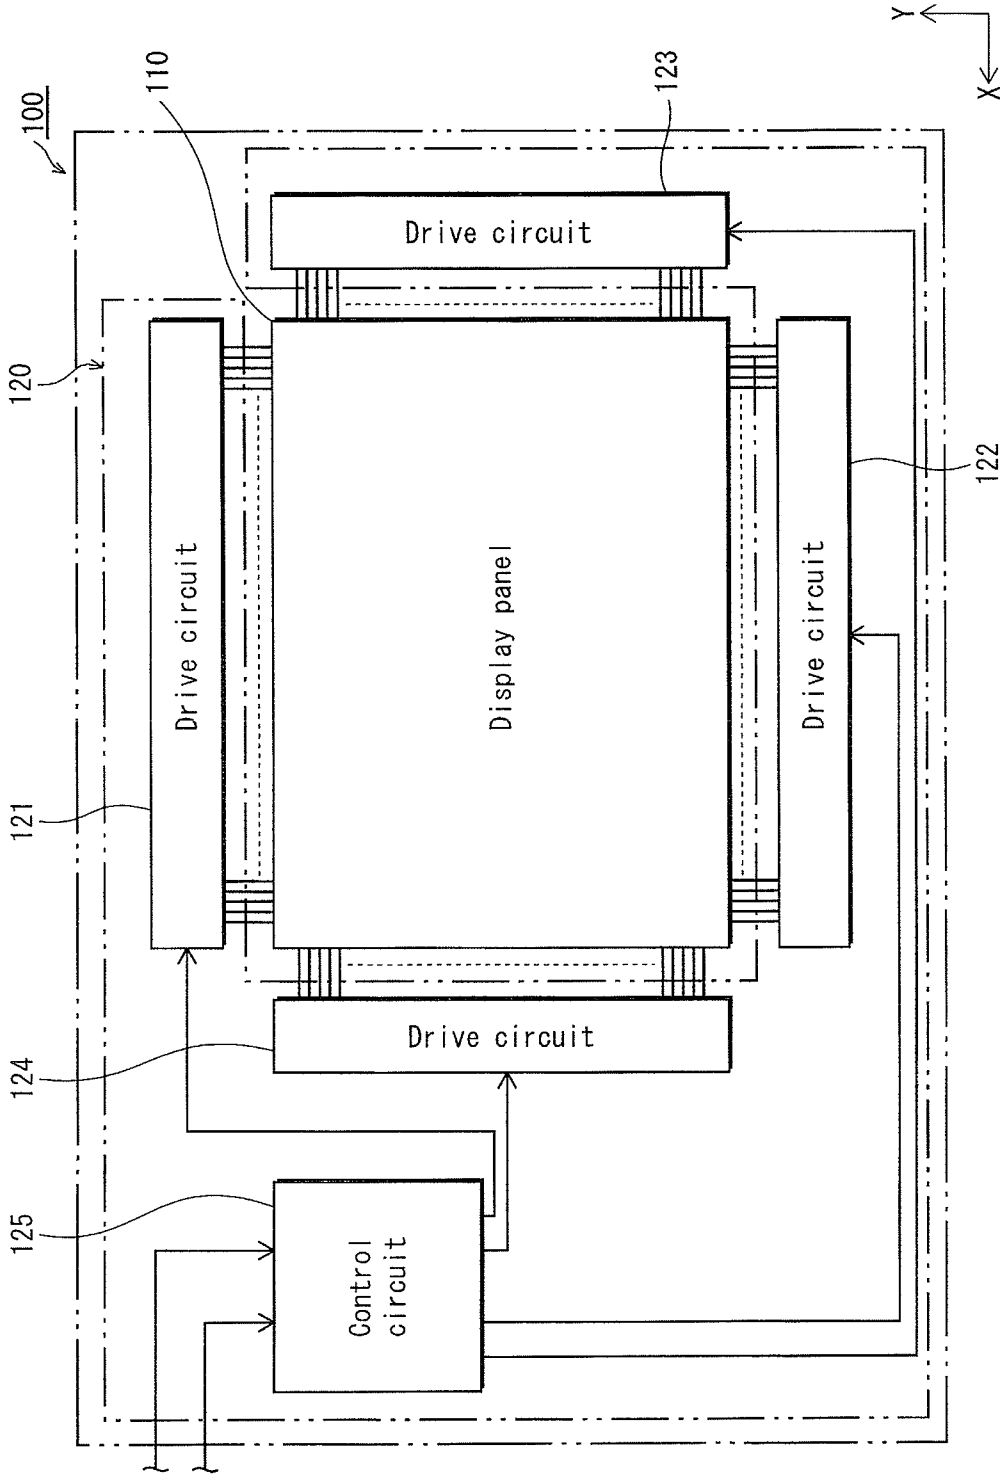 100
110
123
120
121
124
125
122
Drive circuit
Drive circuit
Display panel
Drive circuit
Drive circuit
Control
circuit
Y
X